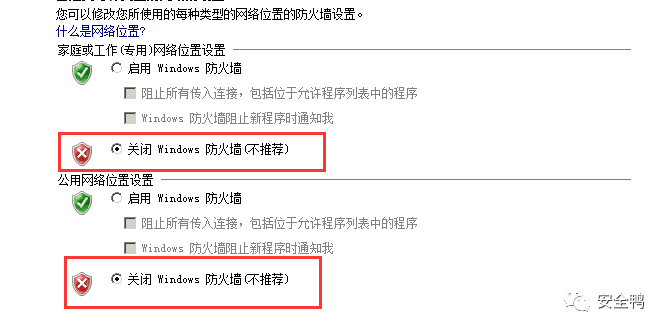 您可以修改您所使用的每种类型的网络位置的防火墙设置。
什么是网络位置?
家庭或工作(专用)网络位置设置
启用 Windows 防火墙
阻止所有传入连接，包括位于允许程序列表中的程序
Windows 防火墙阻止新程序时通知我
关闭 Windows 防火墙(不推荐)
公用网络位置设置
启用 Windows 防火墙
阻止所有传入连接，包括位于允许程序列表中的程序
Windows 防火墙阻止新程序时通知我
关闭 Windows 防火墙(不推荐)
安全鸭